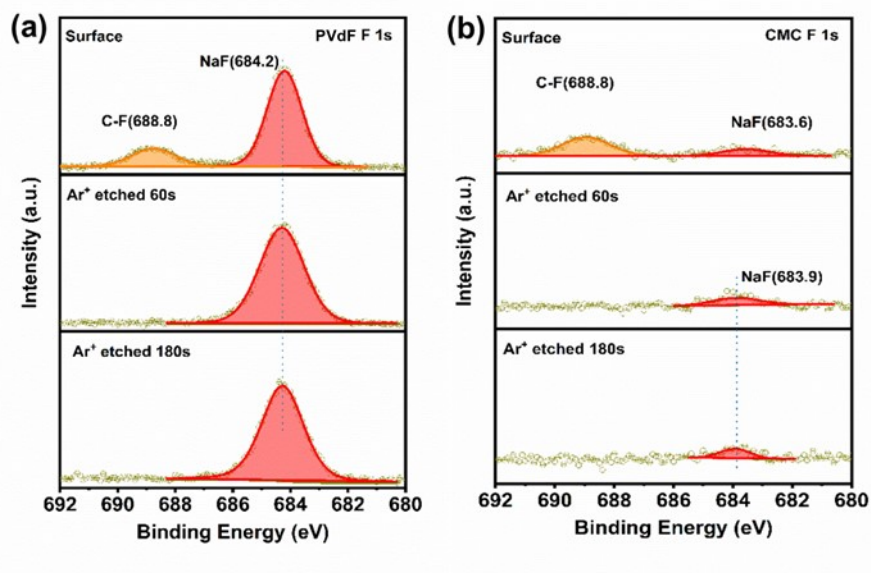 (a)
Surface
PVdF F 1s
NaF(684.2)
C-F(688.8)
Ar+ etched 60s
Ar+ etched 180s
Intensity (a.u.)
692 690 688 686 684 682 680
Binding Energy (eV)
(b)
Surface
CMC F 1s
C-F(688.8)
NaF(683.6)
Ar+ etched 60s
NaF(683.9)
Ar+ etched 180s
Intensity (a.u.)
692 690 688 686 684 682 680
Binding Energy (eV)